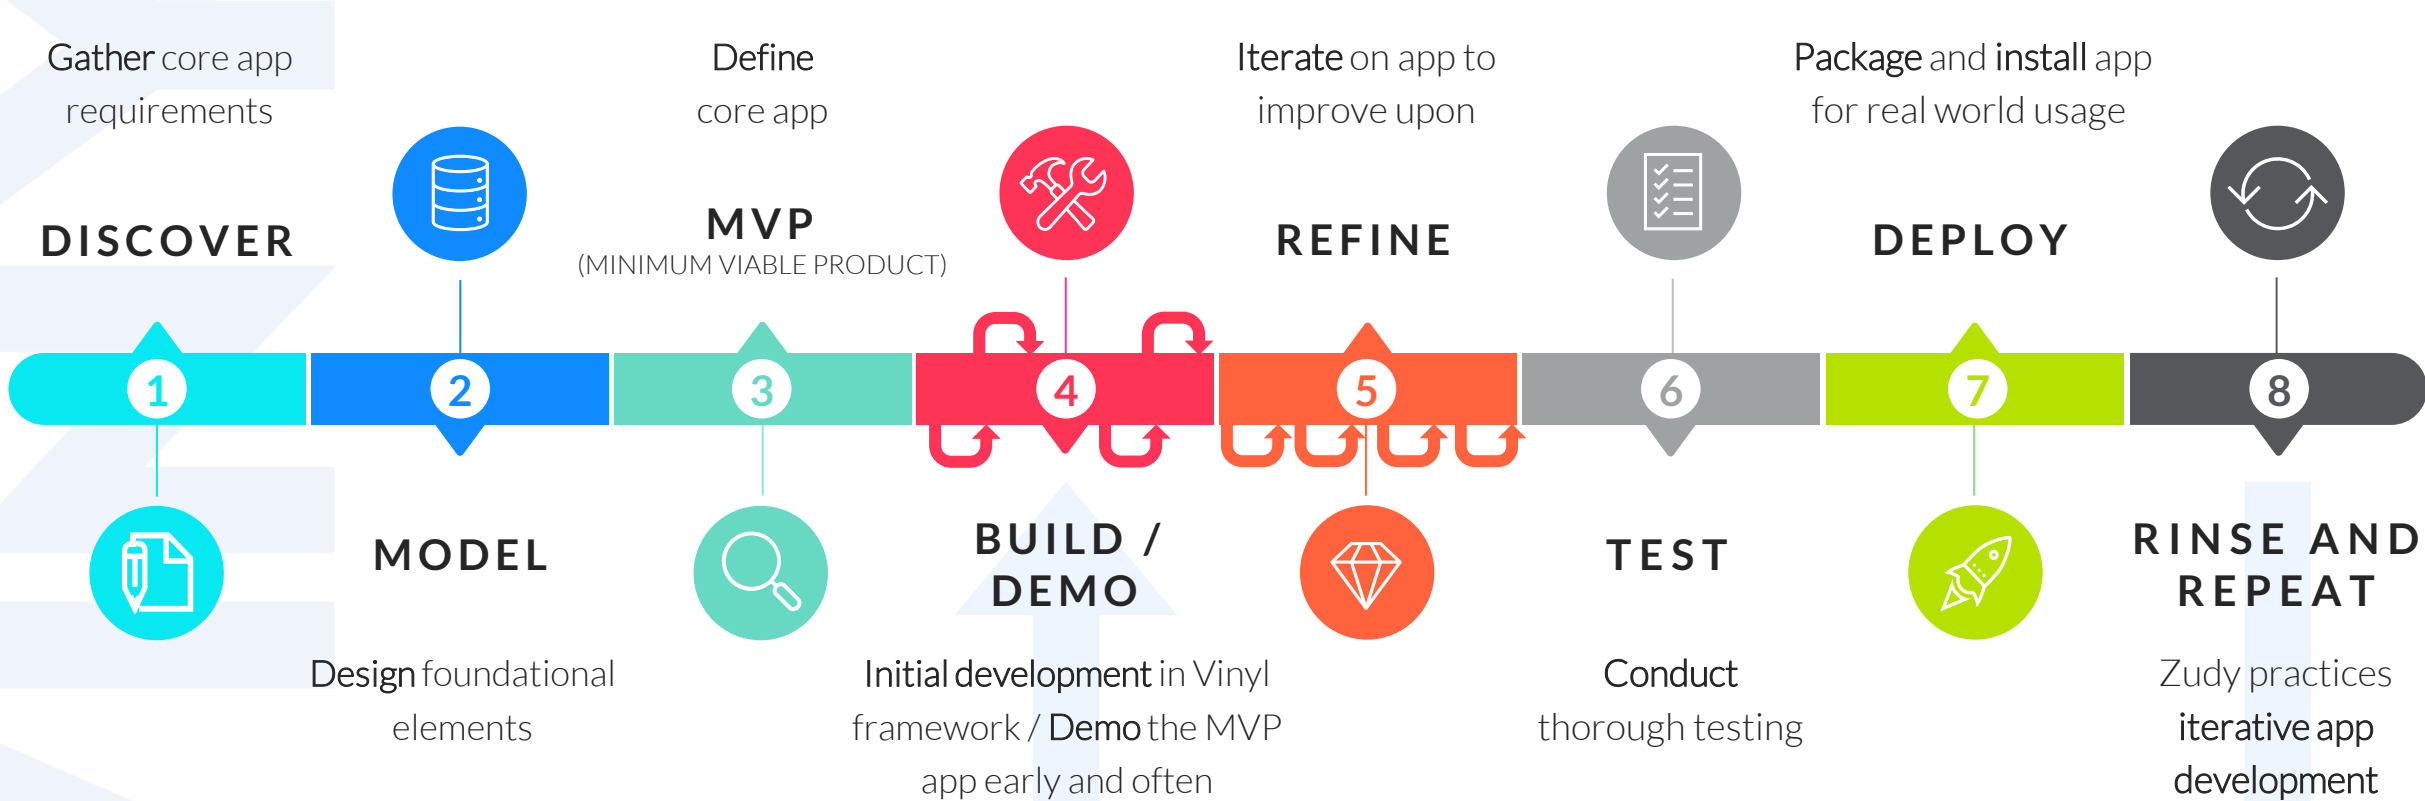 Gather core app
requirements
DISCOVER
1
2
MODEL
Design foundational
elements
Define
core app
MVP
(MINIMUM VIABLE PRODUCT)
3
4
BUILD /
DEMO
Initial development in Vinyl
framework / Demo the MVP
app early and often
Iterate on app to
improve upon
REFINE
5
6
TEST
Conduct
thorough testing
Package and install app
for real world usage
DEPLOY
7
8
RINSE AND
REPEAT
Zudy practices
iterative app
development